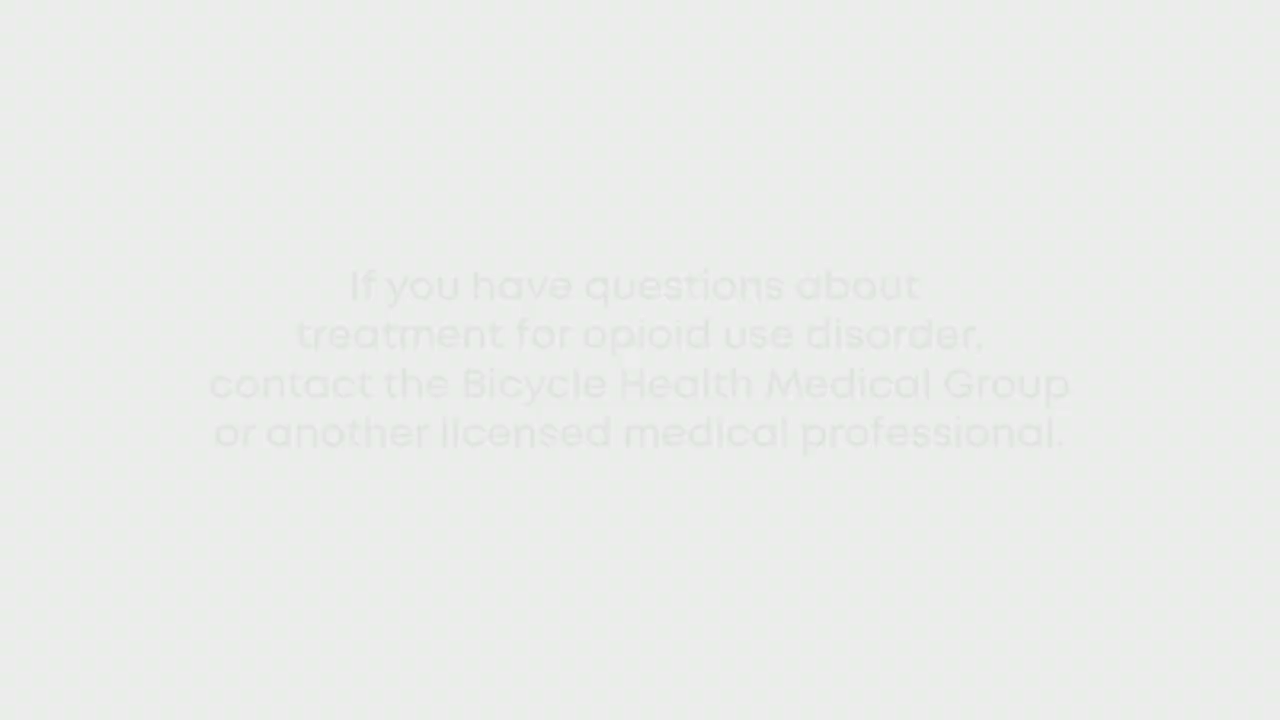 If you have questions about
treatment for opioid use disorder,
contact the Bicycle Health Medical Group
or another licensed medical professional.